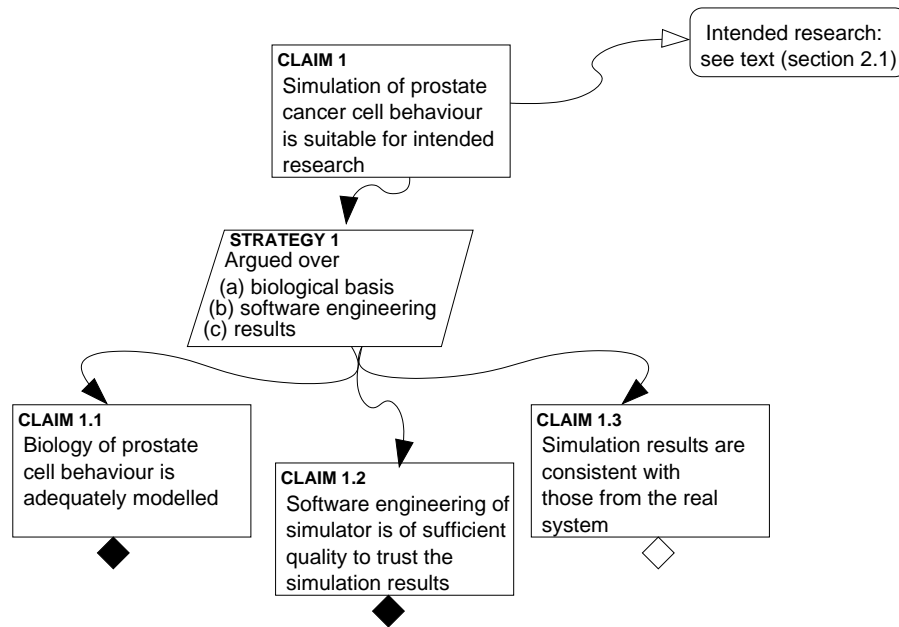 Intended research:
see text (section 2.1)
CLAIM 1
Simulation of prostate
cancer cell behaviour
is suitable for intended
research
STRATEGY 1
Argued over
(a) biological basis
(b) software engineering
(c) results
CLAIM 1.1
Biology of prostate
cell behaviour is
adequately modelled
CLAIM 1.2
Software engineering of
simulator is of sufficient
quality to trust the
simulation results
CLAIM 1.3
Simulation results are
consistent with
those from the real
system